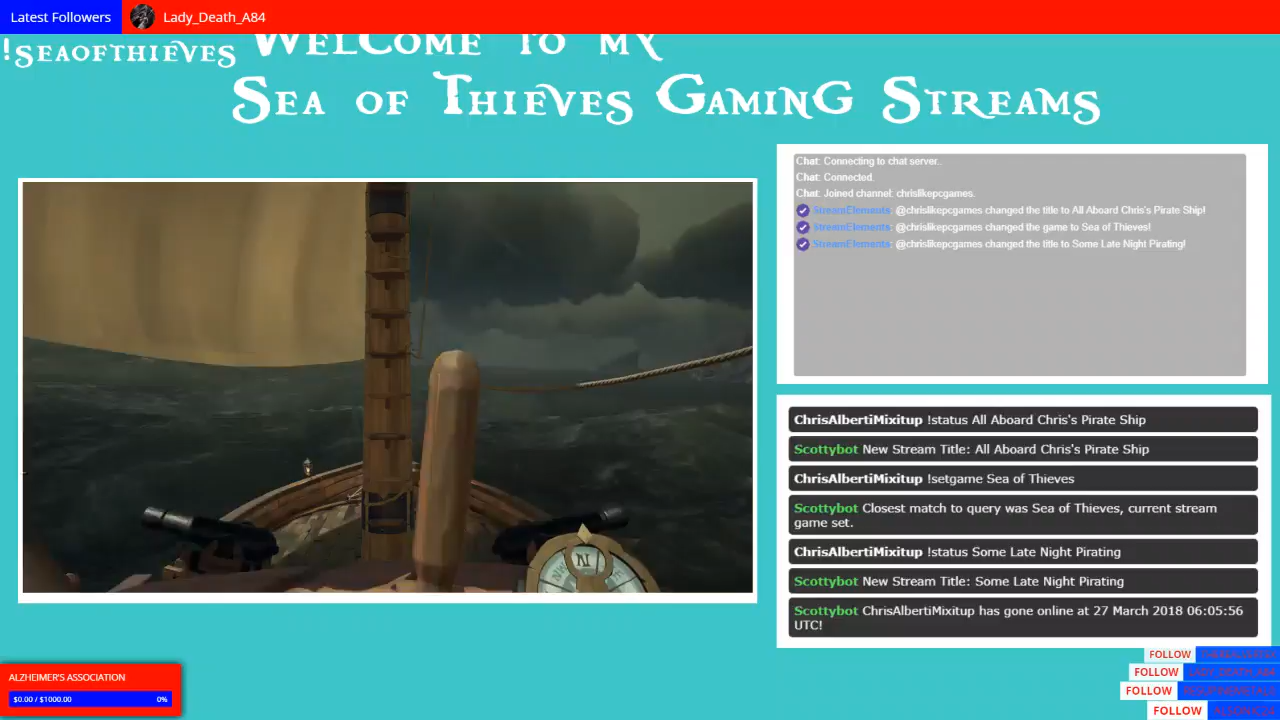 Latest Followers Lady_Death_A84
!SeaofThieves Welcome to my
Sea of Thieves Gaming Streams
Chat: Connecting to chat server..
Chat: Connected.
Chat: Joined channel: chrislikepcgames.
StreamElements: @chrislikepcgames changed the title to All Aboard Chris's Pirate Ship!
StreamElements: @chrislikepcgames changed the game to Sea of Thieves!
StreamElements: @chrislikepcgames changed the title to Some Late Night Pirating!
ChrisAlbertiMixitup !status All Aboard Chris's Pirate Ship
Scottybot New Stream Title: All Aboard Chris's Pirate Ship
ChrisAlbertiMixitup !setgame Sea of Thieves
Scottybot Closest match to query was Sea of Thieves, current stream
game set.
ChrisAlbertiMixitup !status Some Late Night Pirating
Scottybot New Stream Title: Some Late Night Pirating
Scottybot ChrisAlbertiMixitup has gone online at 27 March 2018 06:05:56
UTC!
N
ALZHEIMER'S ASSOCIATION
$0.00 / $1000.00 0%
FOLLOW
FOLLOW LADY_DEATH_A84
FOLLOW
FOLLOW